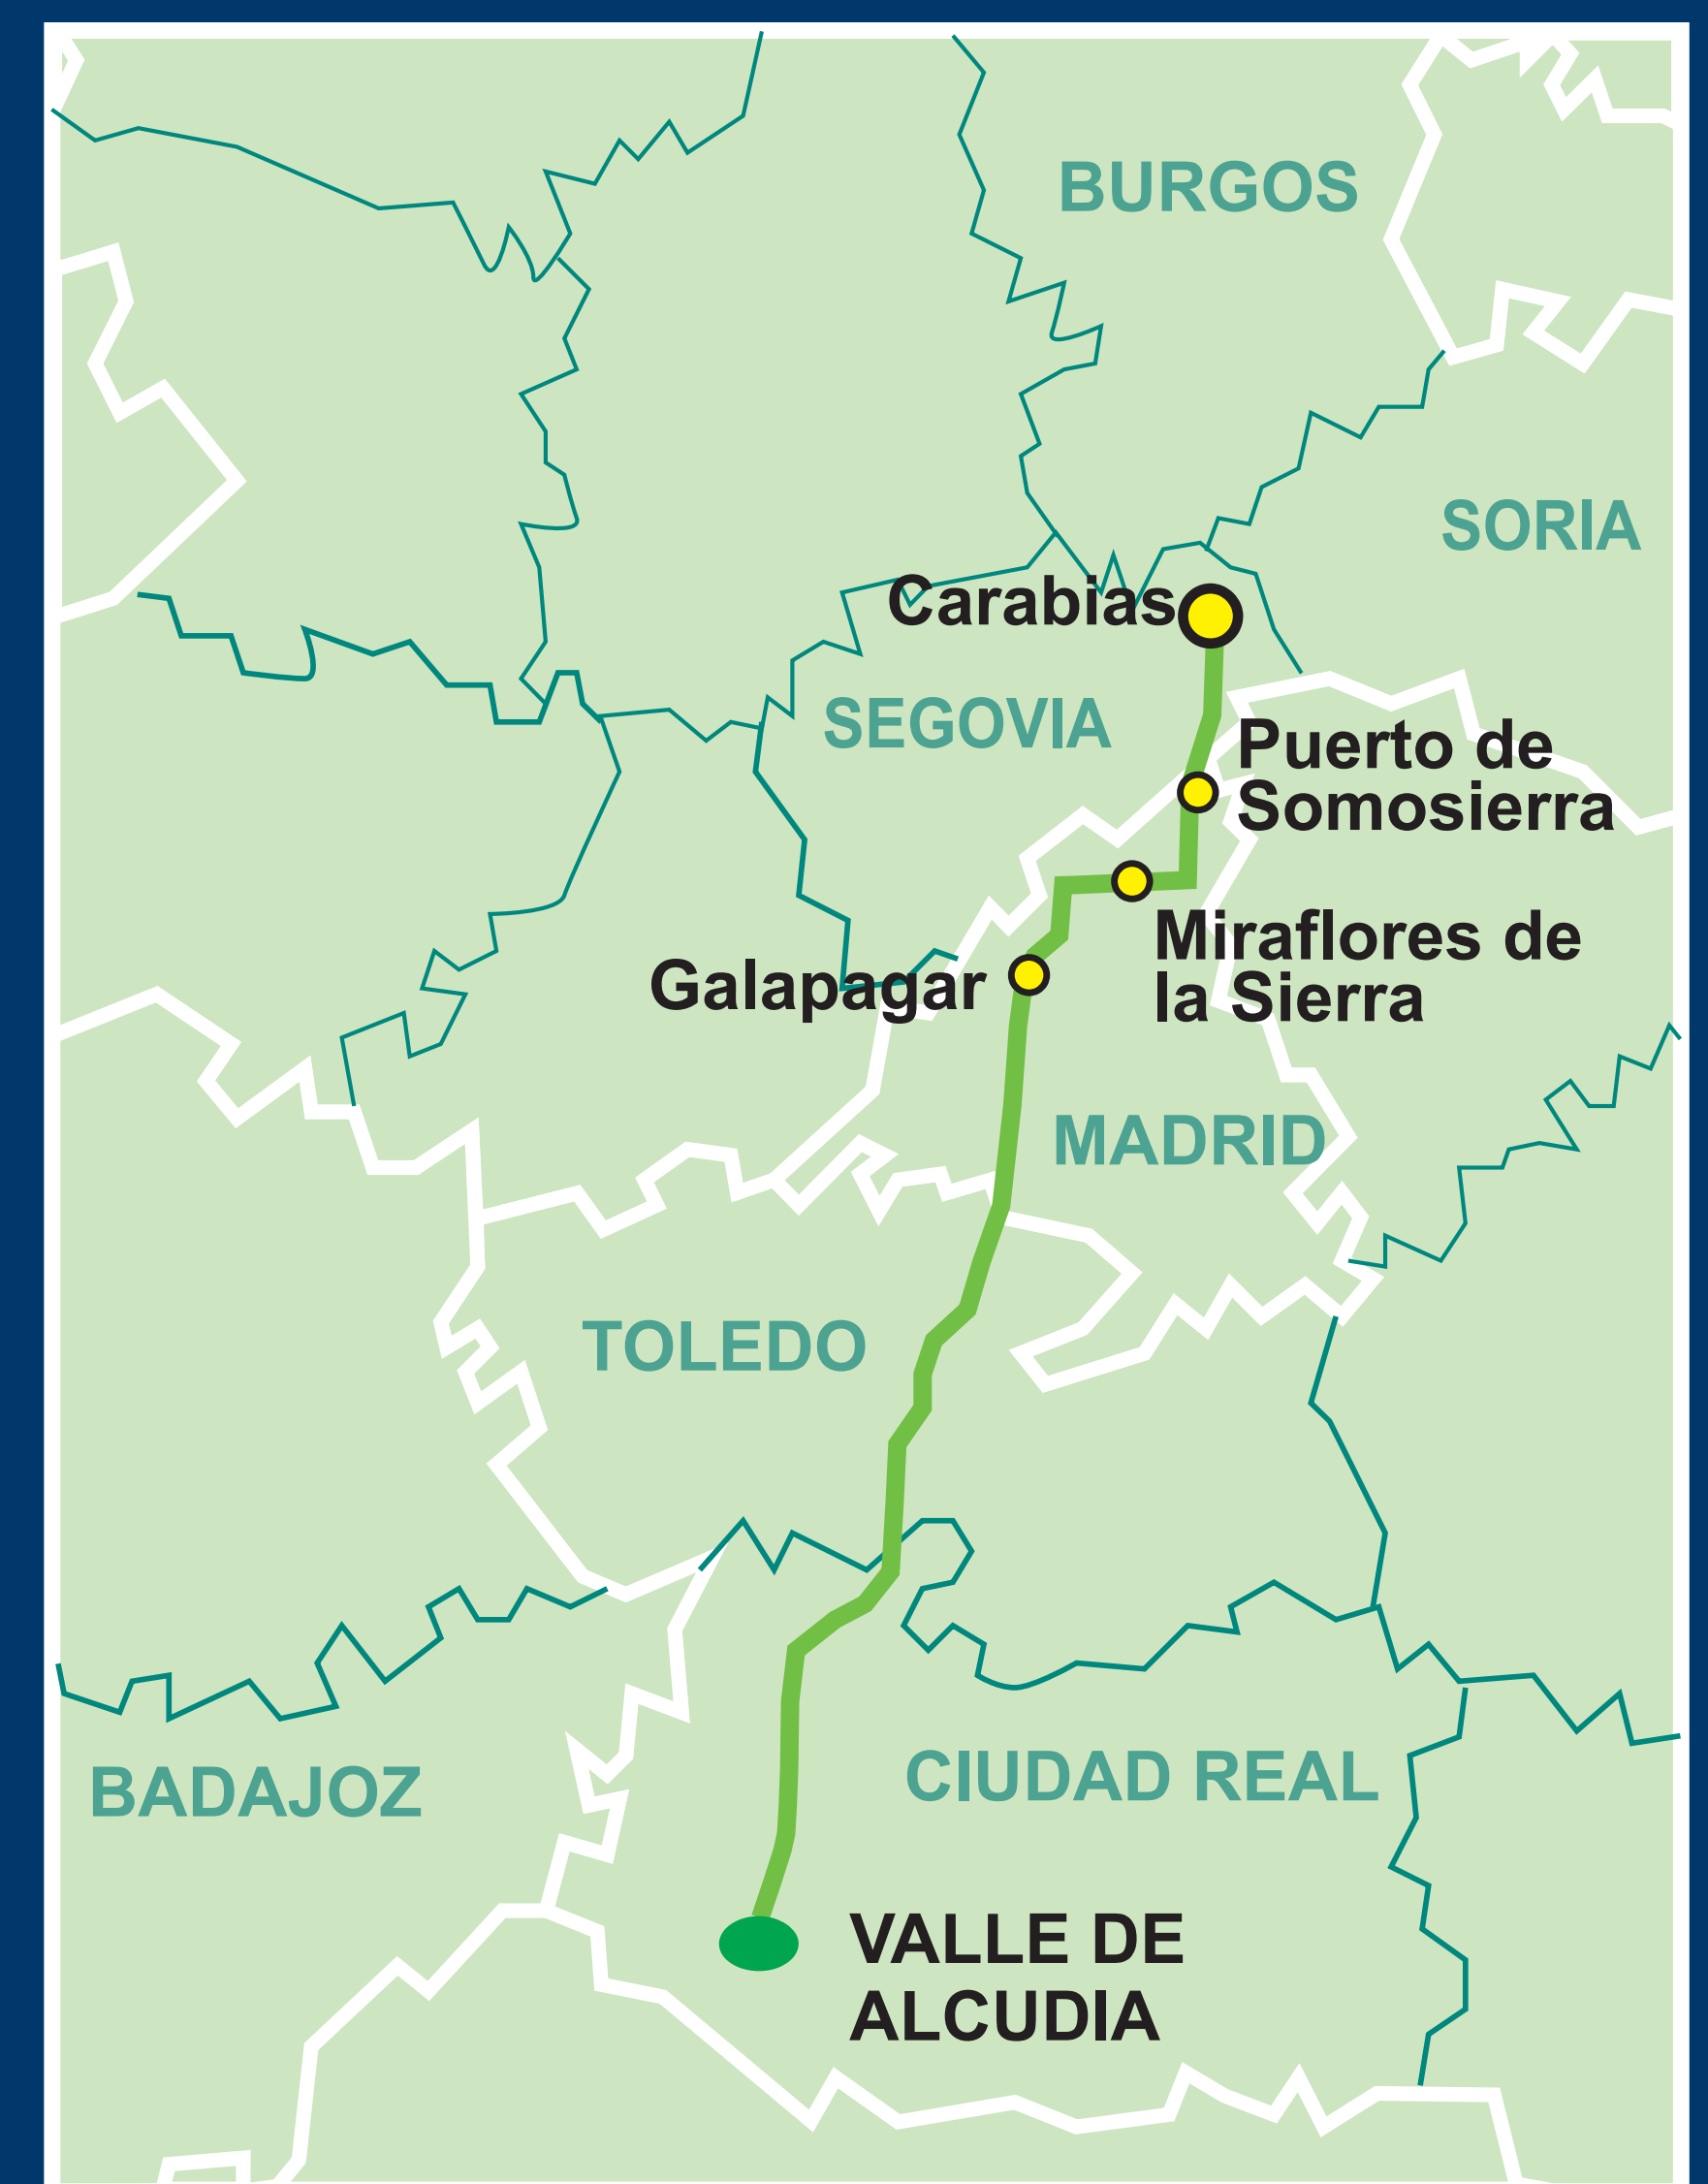 BURGOS
SORIA
Carabias
SEGOVIA
Puerto de
Somosierra
Miraflores de
la Sierra
Galapagar
MADRID
TOLEDO
BADAJOZ
CIUDAD REAL
VALLE DE
ALCUDIA